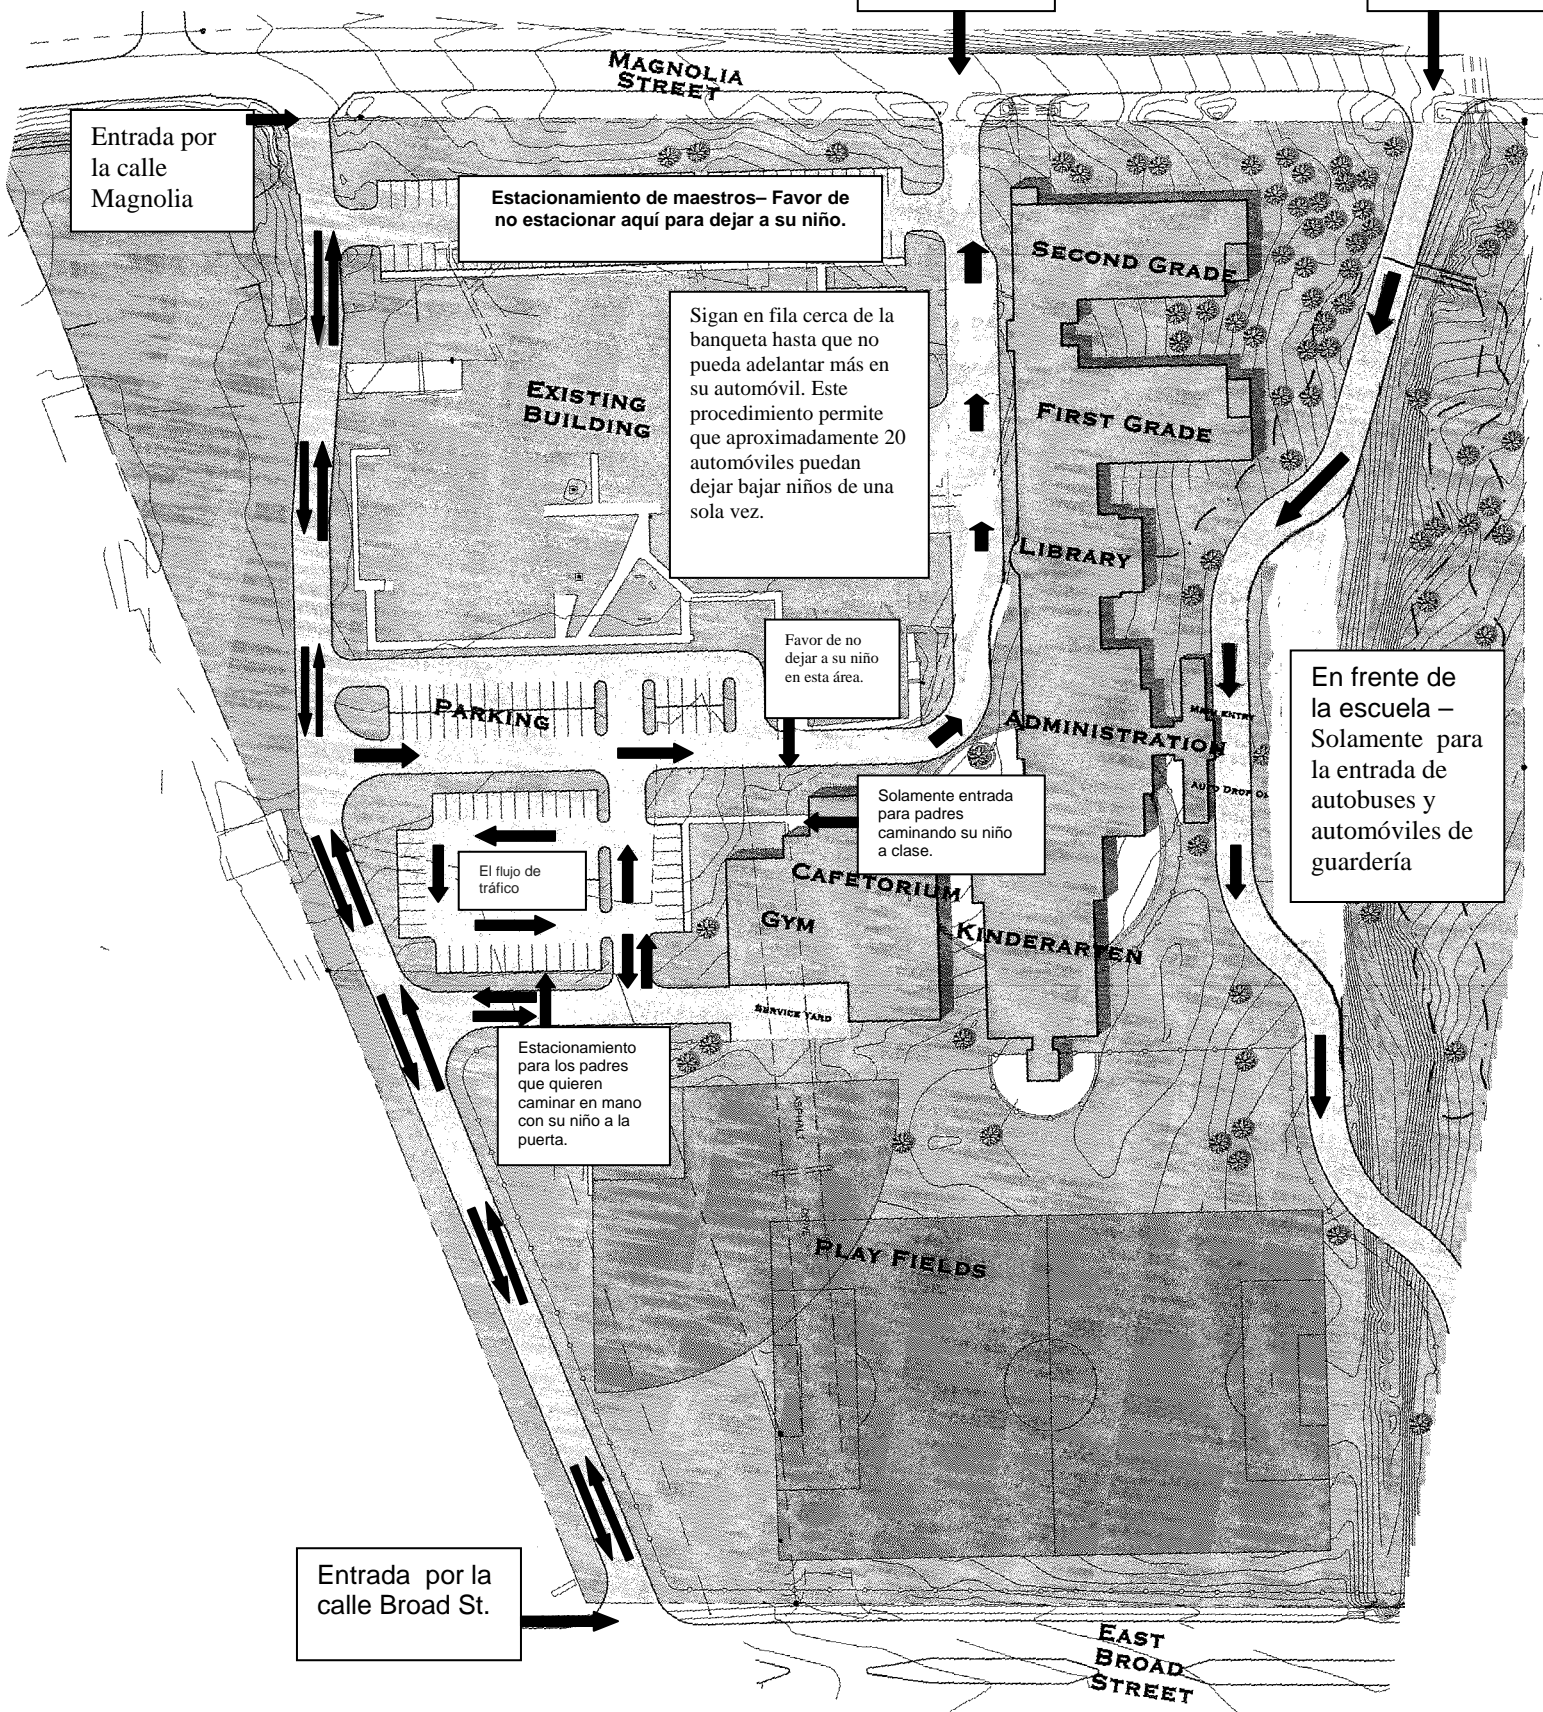 MAGNOLIA
STREET
Entrada por
la calle
Magnolia
Estacionamiento de maestros– Favor de
no estacionar aquí para dejar a su niño.
SECOND GRADE
Sigan en fila cerca de la
banqueta hasta que no
pueda adelantar más en
su automóvil. Este
procedimiento permite
que aproximadamente 20
automóviles puedan
dejar bajar niños de una
sola vez.
EXISTING
BUILDING
FIRST GRADE
LIBRARY
Favor de no
dejar a su niño
en esta área.
En frente de
la escuela –
Solamente para
la entrada de
autobuses y
automóviles de
guardería
PARKING
ADMINISTRATION
MAIN ENTRY
AUTO DROP
Solamente entrada
para padres
caminando su niño
a clase.
El flujo de
tráfico
CAFETORIUM
GYM
KINDERARTEN
SERVICE YARD
Estacionamiento
para los padres
que quieren
caminar en mano
con su niño a la
puerta.
ASPHALT
DRIVE
PLAY FIELDS
Entrada por la
calle Broad St.
EAST
BROAD
STREET